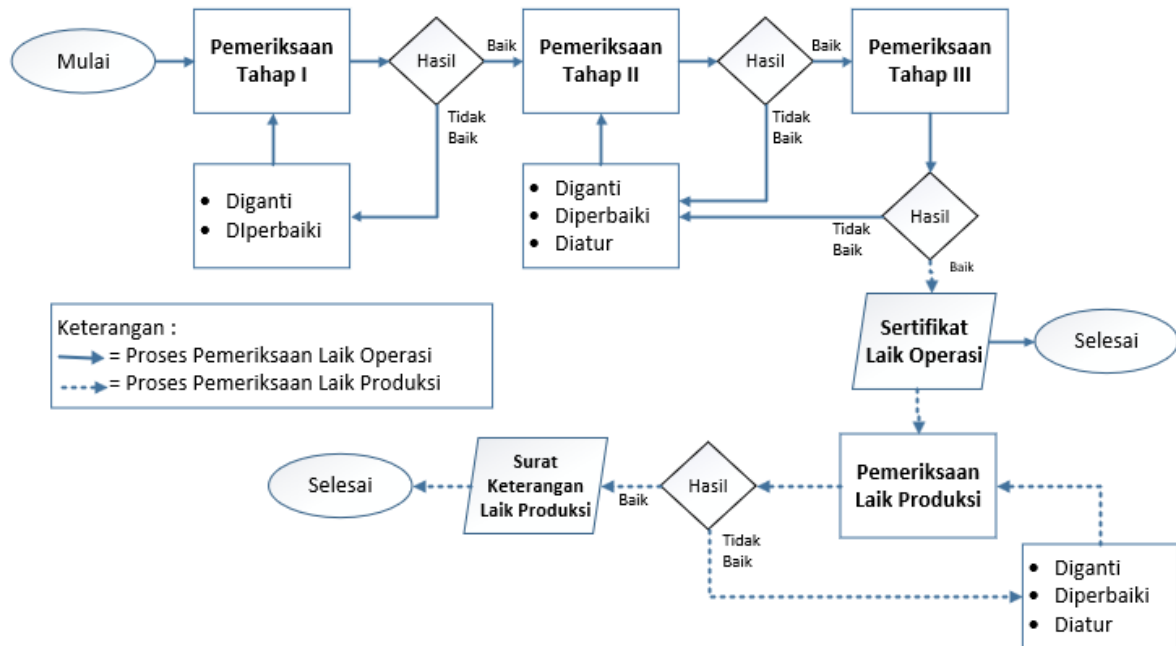 Mulai
Pemeriksaan
Tahap I
Hasil
Baik
Tidak
Baik
• Diganti
• DIperbaiki
Pemeriksaan
Tahap II
Hasil
Baik
Tidak
Baik
• Diganti
• Diperbaiki
• Diatur
Pemeriksaan
Tahap III
Hasil
Tidak
Baik
Baik
Keterangan :
= Proses Pemeriksaan Laik Operasi
= Proses Pemeriksaan Laik Produksi
Sertifikat
Laik Operasi
Selesai
Pemeriksaan
Laik Produksi
Hasil
Baik
Tidak
Baik
Surat
Keterangan
Laik Produksi
Selesai
• Diganti
• Diperbaiki
• Diatur